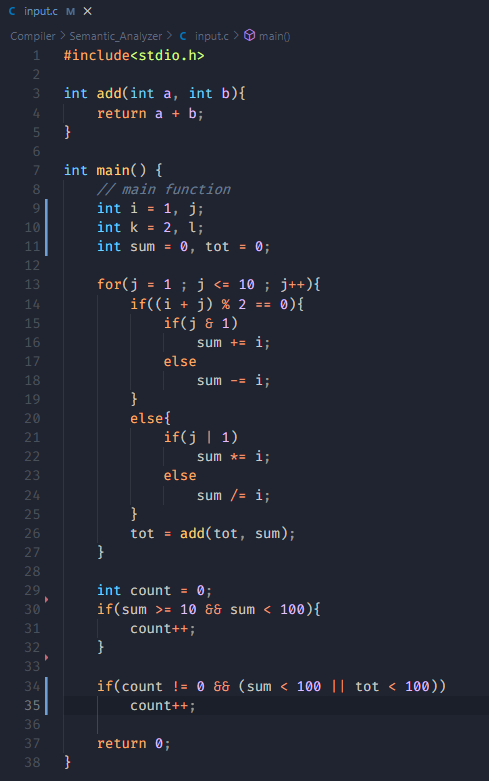 input.c M
Compiler > Semantic_Analyzer > input.c > main()
1 #include<stdio.h>
2
3 int add(int a, int b){
4     return a + b;
5 }
6
7 int main() {
8     // main function
9     int i = 1, j;
10     int k = 2, l;
11     int sum = 0, tot = 0;
12
13     for(j = 1 ; j <= 10 ; j++){
14         if((i + j) % 2 == 0){
15             if(j & 1)
16                 sum += i;
17             else
18                 sum -= i;
19         }
20         else{
21             if(j | 1)
22                 sum *= i;
23             else
24                 sum /= i;
25         }
26         tot = add(tot, sum);
27     }
28
29     int count = 0;
30     if(sum >= 10 && sum < 100){
31         count++;
32     }
33
34     if(count != 0 && (sum < 100 || tot < 100))
35         count++;
36
37     return 0;
38 }